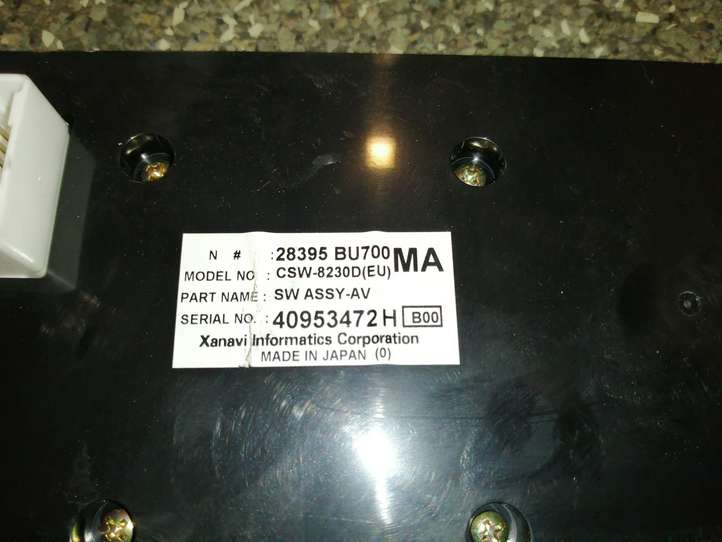 N # : 28395 BU700 MA
MODEL NO : CSW-8230D(EU)
PART NAME : SW ASSY-AV
SERIAL NO. : 40953472H B00
Xanavi Informatics Corporation
MADE IN JAPAN (0)